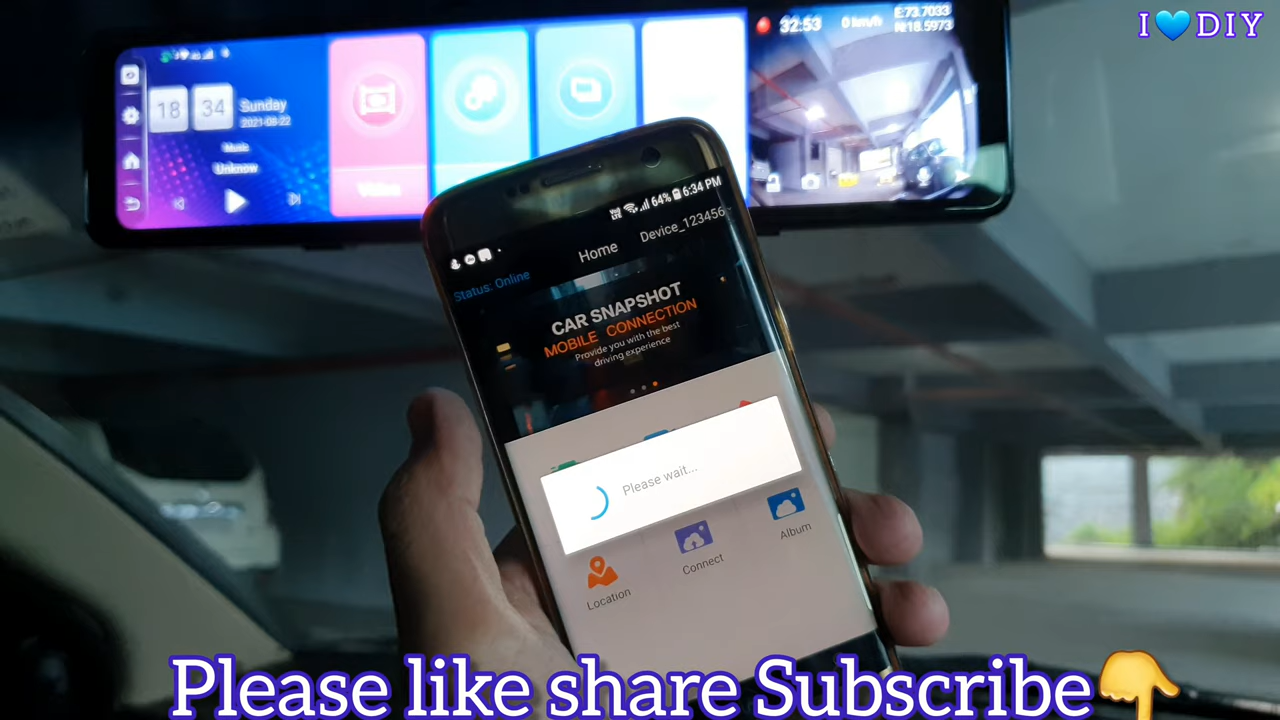 I💙DIY
32:53 0 km/h E:73.7033
N:18.5973
18 34 Sunday
2021-08-22
Music
Unknow
Video
64% 6:34 PM
Status: Online
Home
Device_123456
CAR SNAPSHOT
MOBILE CONNECTION
Provide you with the best
driving experience
Please wait...
Location
Connect
Album
Please like share Subscribe👇